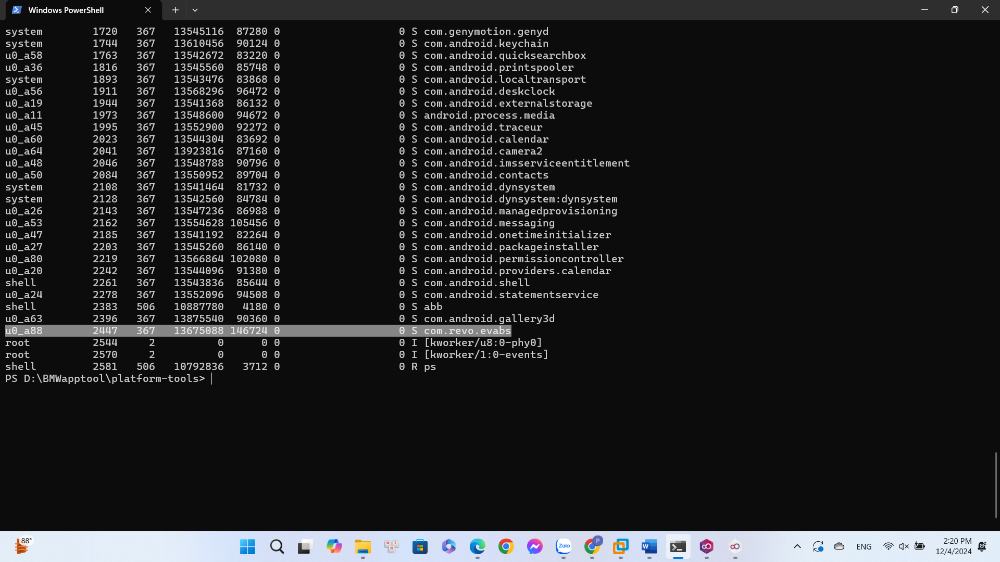 Windows PowerShell
system 1720 367 13545116 87280 0 0 S com.genymotion.genyd
system 1744 367 13610456 90124 0 0 S com.android.keychain
u0_a58 1763 367 13542672 83220 0 0 S com.android.quicksearchbox
u0_a36 1816 367 13545560 85748 0 0 S com.android.printspooler
system 1893 367 13543476 83868 0 0 S com.android.localtransport
u0_a56 1911 367 13568296 96472 0 0 S com.android.deskclock
u0_a19 1944 367 13541368 86132 0 0 S com.android.externalstorage
u0_a11 1973 367 13548600 94672 0 0 S android.process.media
u0_a45 1995 367 13552900 92272 0 0 S com.android.traceur
u0_a60 2023 367 13544304 83692 0 0 S com.android.calendar
u0_a64 2041 367 13923816 87160 0 0 S com.android.camera2
u0_a48 2046 367 13548788 90796 0 0 S com.android.imsserviceentitlement
u0_a50 2084 367 13550952 89704 0 0 S com.android.contacts
system 2108 367 13541464 81732 0 0 S com.android.dynsystem
system 2128 367 13542560 84784 0 0 S com.android.dynsystem:dynsystem
u0_a26 2143 367 13547236 86988 0 0 S com.android.managedprovisioning
u0_a53 2162 367 13554628 105456 0 0 S com.android.messaging
u0_a47 2185 367 13541192 82264 0 0 S com.android.onetimeinitializer
u0_a27 2203 367 13545260 86140 0 0 S com.android.packageinstaller
u0_a80 2219 367 13566864 102080 0 0 S com.android.permissioncontroller
u0_a20 2242 367 13544096 91380 0 0 S com.android.providers.calendar
shell 2261 367 13543836 85644 0 0 S com.android.shell
u0_a24 2278 367 13552096 94508 0 0 S com.android.statementservice
shell 2383 506 10887780 4180 0 0 S abb
u0_a63 2396 367 13875540 90360 0 0 S com.android.gallery3d
u0_a88 2447 367 13675088 146724 0 0 S com.revo.evabs
root 2544 2 0 0 0 0 I [kworker/u8:0-phy0]
root 2570 2 0 0 0 0 I [kworker/1:0-events]
shell 2581 506 10792836 3712 0 0 R ps
PS D:\BMWapptool\platform-tools>
88°
Zalo
P
W
ENG
2:20 PM
12/4/2024